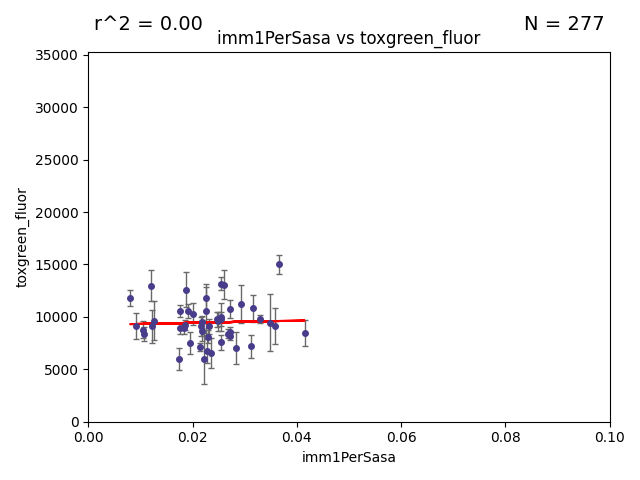 r^2 = 0.00
N = 277
imm1PerSasa vs toxgreen_fluor
35000
30000
25000
20000
15000
10000
5000
0
toxgreen_fluor
0.00
0.02
0.04
0.06
0.08
0.10
imm1PerSasa